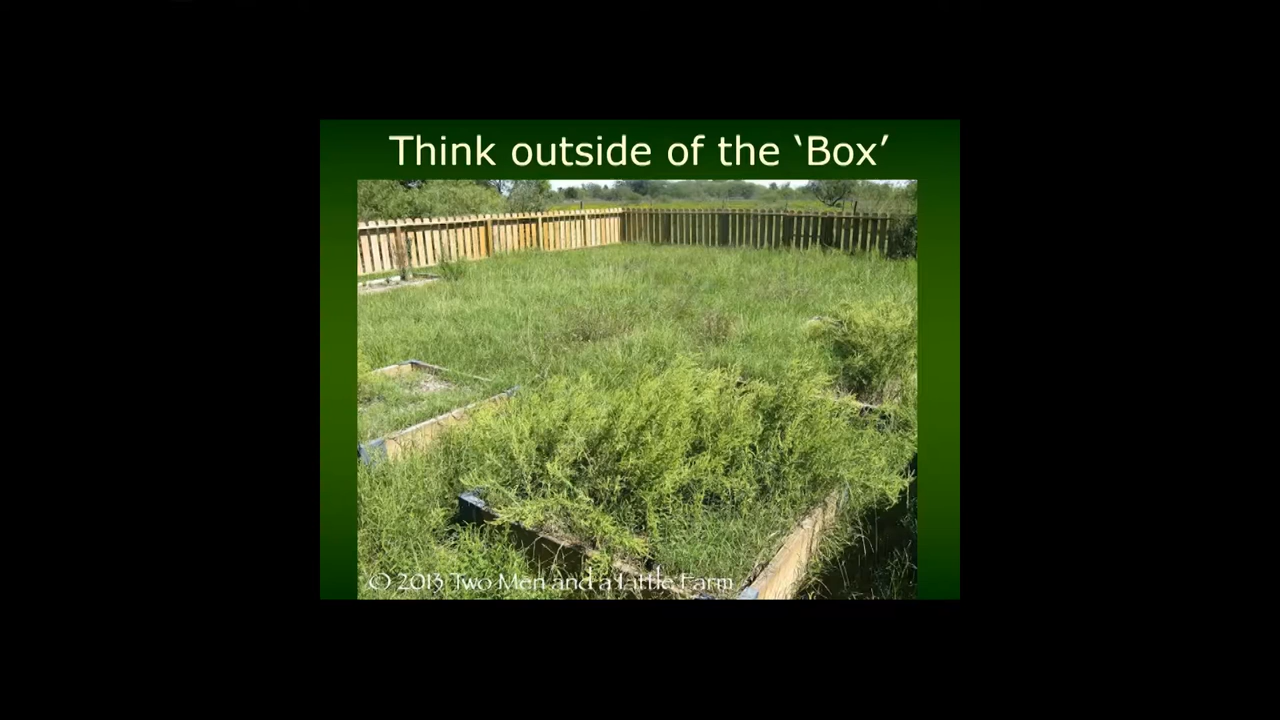 Think outside of the ‘Box’
© 2013 Two Men and a Little Farm